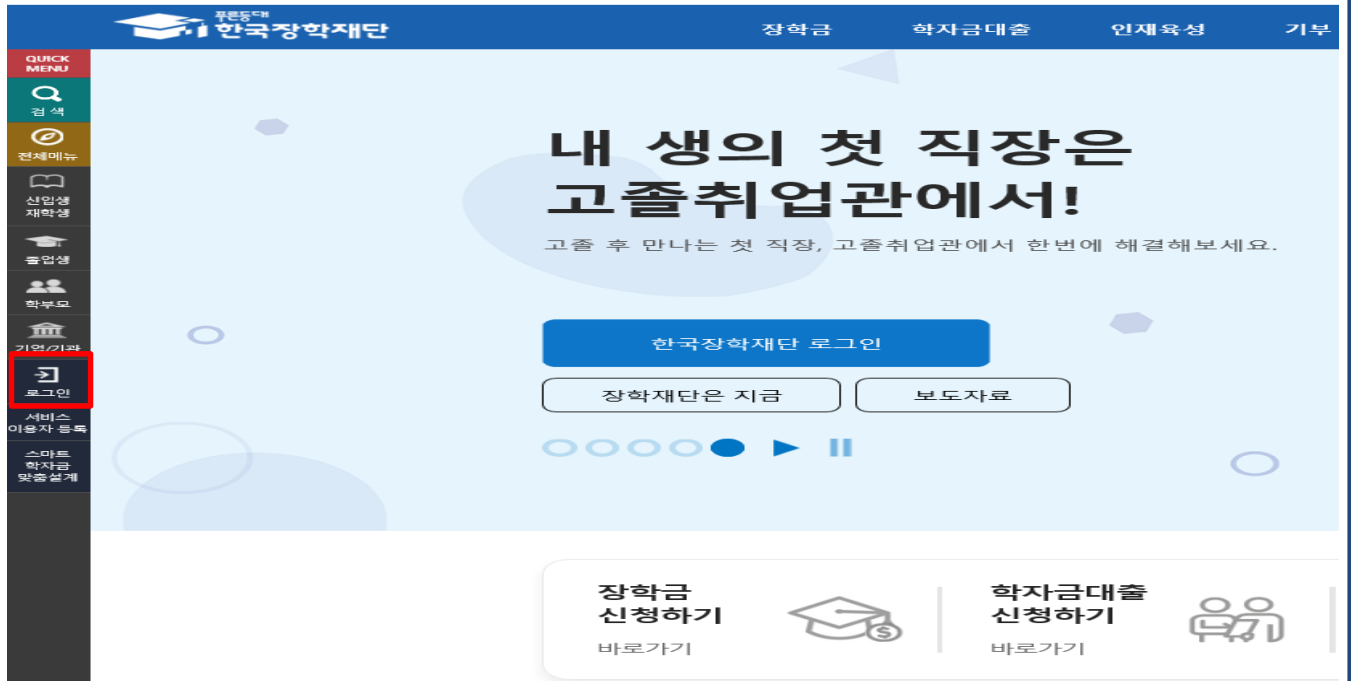 푸른등대
한국장학재단
장학금 학자금대출 인재육성 기부
QUICK
MENU
검 색
전체메뉴
신입생
재학생
졸업생
학부모
기업/기관
로그인
서비스
이용자 등록
스마트
학자금
맞춤설계
내 생의 첫 직장은
고졸취업관에서!
고졸 후 만나는 첫 직장, 고졸취업관에서 한번에 해결해보세요.
한국장학재단 로그인
장학재단은 지금 보도자료
장학금
신청하기
바로가기
학자금대출
신청하기
바로가기